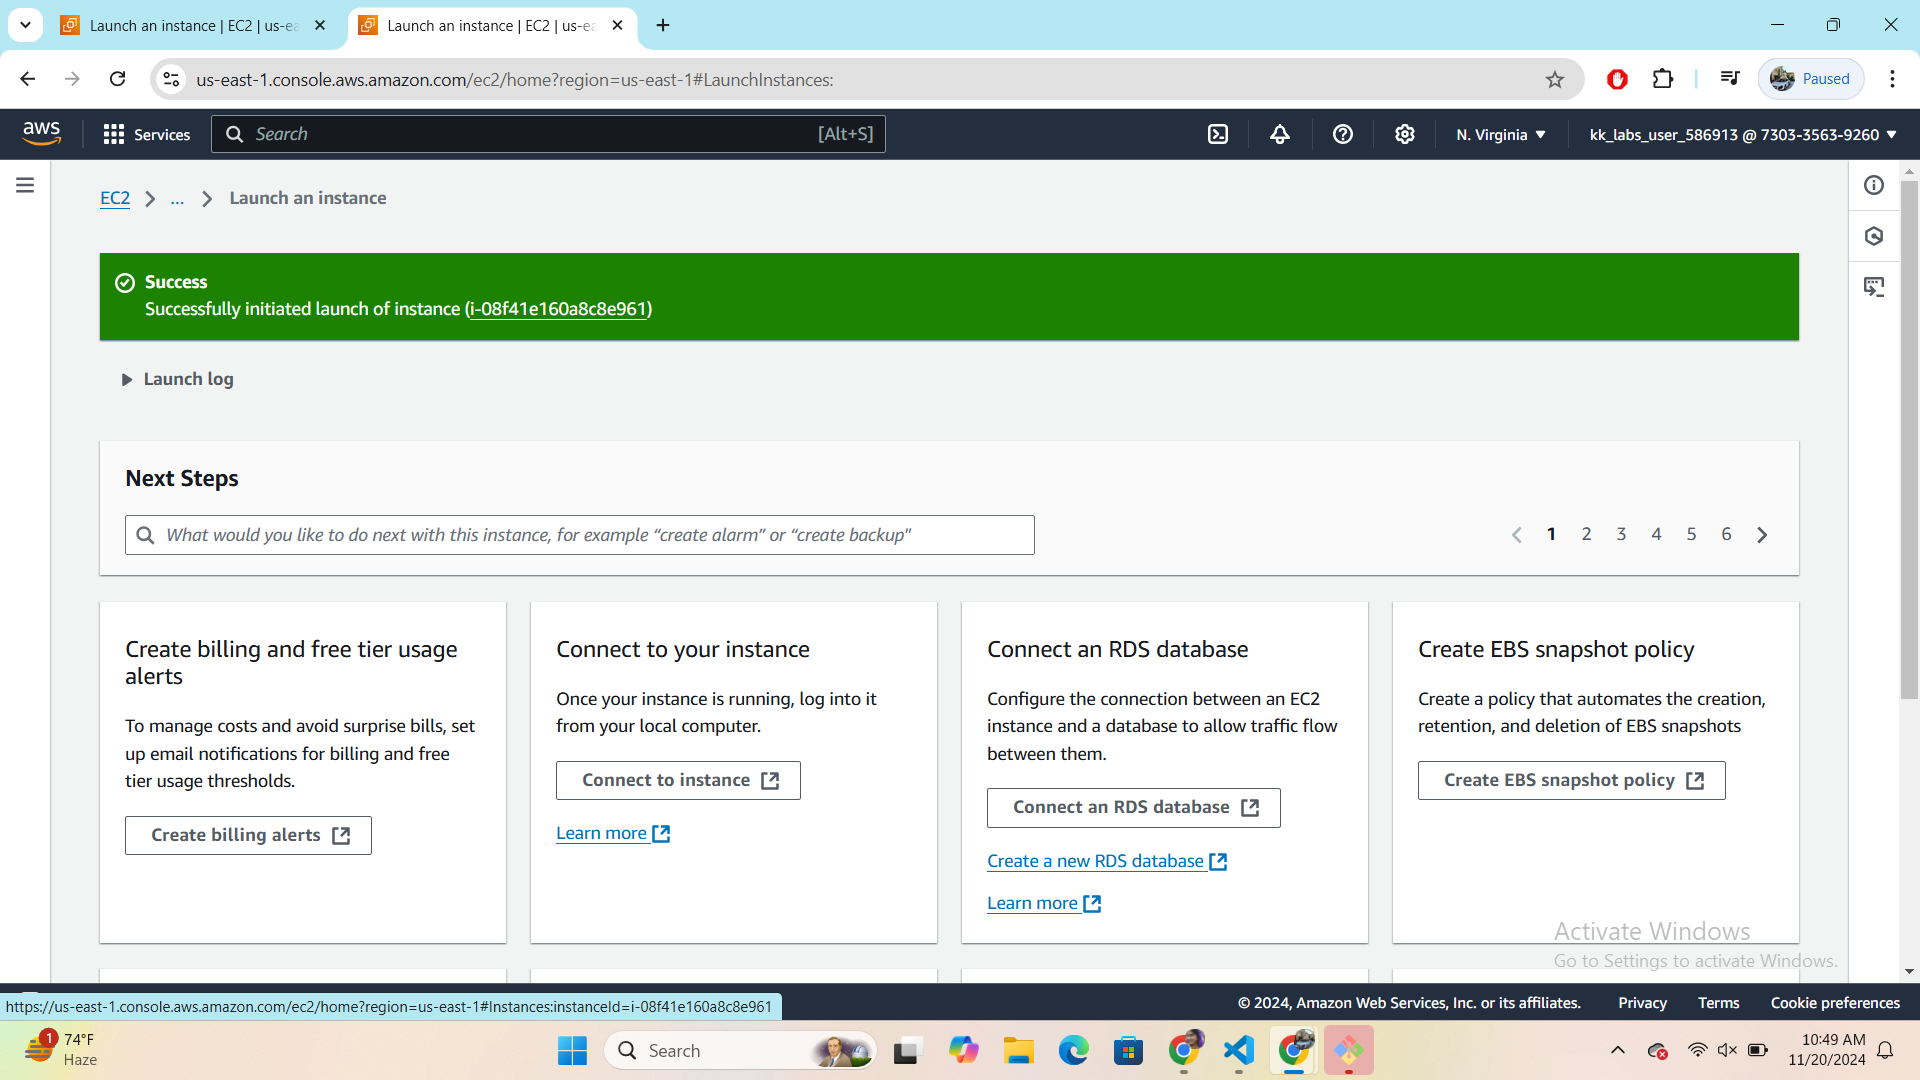 Launch an instance | EC2 | us-ea
Launch an instance | EC2 | us-ea
us-east-1.console.aws.amazon.com/ec2/home?region=us-east-1#LaunchInstances:
Paused
aws
Services
Search
[Alt+S]
N. Virginia
kk_labs_user_586913 @ 7303-3563-9260
EC2
...
Launch an instance
Success
Successfully initiated launch of instance (i-08f41e160a8c8e961)
Launch log
Next Steps
What would you like to do next with this instance, for example “create alarm” or “create backup"
1 2 3 4 5 6
Create billing and free tier usage
alerts
To manage costs and avoid surprise bills, set
up email notifications for billing and free
tier usage thresholds.
Create billing alerts
Connect to your instance
Once your instance is running, log into it
from your local computer.
Connect to instance
Learn more
Connect an RDS database
Configure the connection between an EC2
instance and a database to allow traffic flow
between them.
Connect an RDS database
Create a new RDS database
Learn more
Create EBS snapshot policy
Create a policy that automates the creation,
retention, and deletion of EBS snapshots
Create EBS snapshot policy
Activate Windows
Go to Settings to activate Windows.
https://us-east-1.console.aws.amazon.com/ec2/home?region=us-east-1#Instances:instanceId=i-08f41e160a8c8e961
© 2024, Amazon Web Services, Inc. or its affiliates.
Privacy
Terms
Cookie preferences
1
74°F
Haze
Search
10:49 AM
11/20/2024